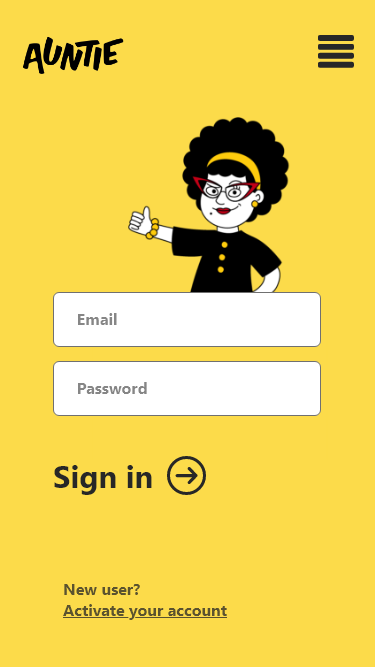 AUNTIE
Email
Password
Sign in
New user?
Activate your account